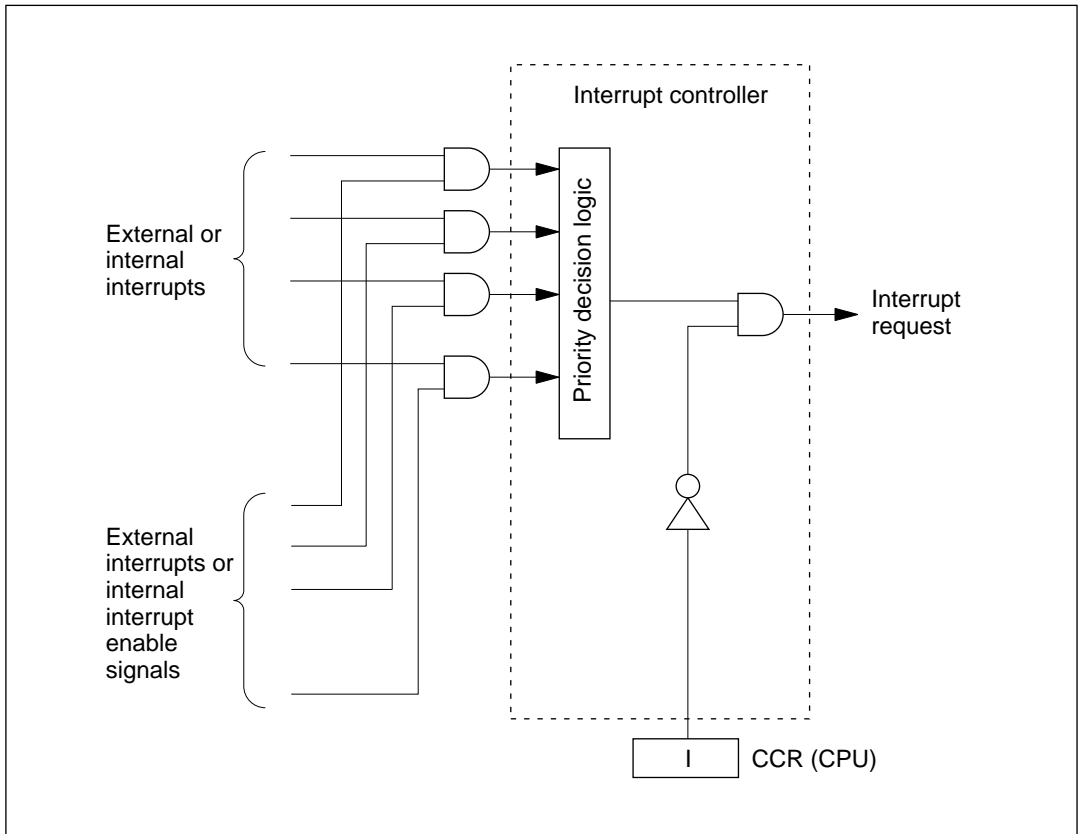 Interrupt controller
External or
internal
interrupts
Priority decision logic
Interrupt
request
External
interrupts or
internal
interrupt
enable
signals
I
CCR (CPU)